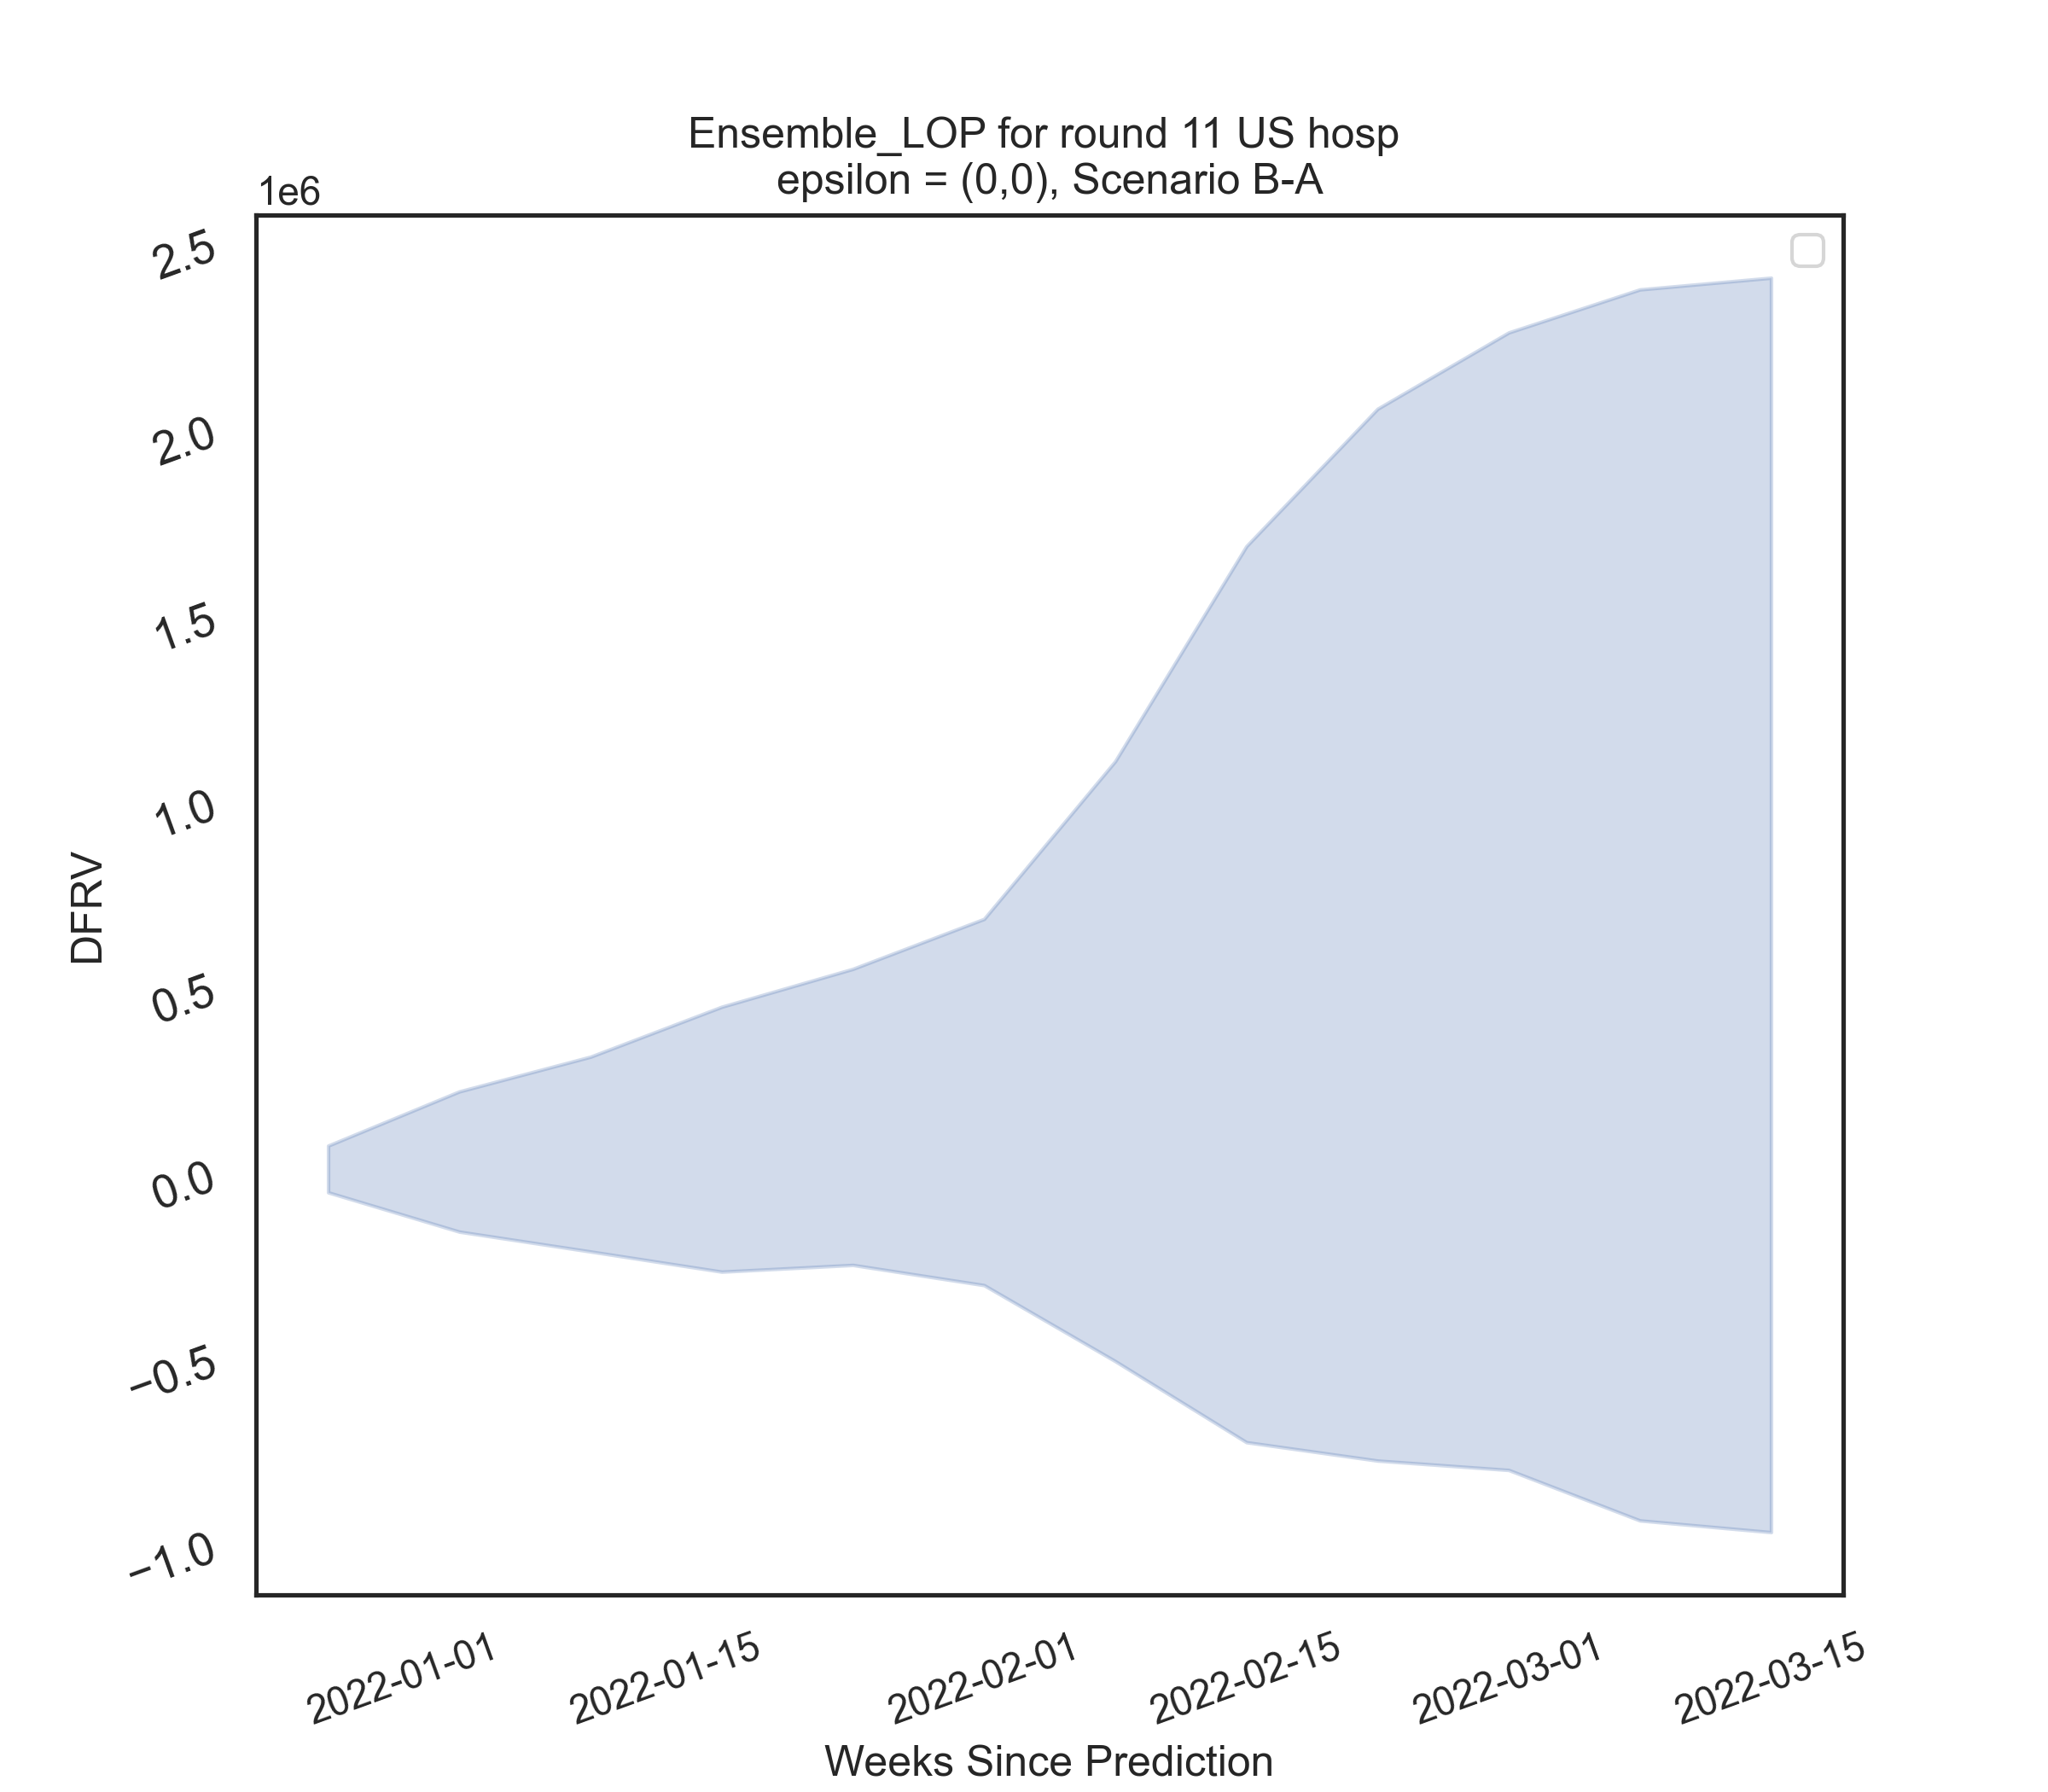 Ensemble_LOP for round 11 US hosp
epsilon = (0,0), Scenario B-A
1e6
2.5
2.0
1.5
1.0
0.5
0.0
−0.5
−1.0
DFRV
2022-01-01
2022-01-15
2022-02-01
2022-02-15
2022-03-01
2022-03-15
Weeks Since Prediction